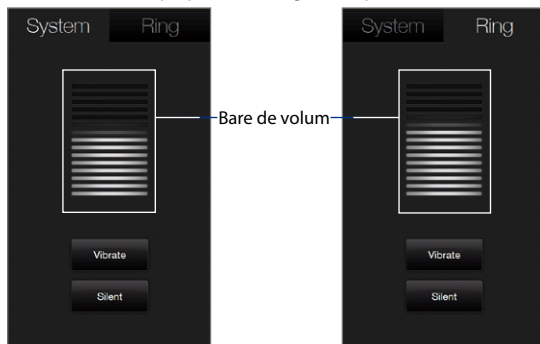 System Ring
System Ring
Bare de volum
Vibrate
Silent
Vibrate
Silent